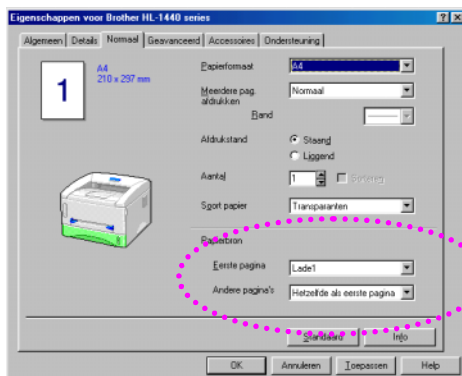 Eigenschappen voor Brother HL-1440 series
Algemeen Details Normaal Geavanceerd Accessoires Ondersteuning
1
A4
210 x 297 mm
Papierformaat A4
Meerdere pag. afdrukken Normaal
Rand
Afdrukstand Staand
Liggend
Aantal 1 Sorteren
Soort papier Transparanten
Papierbron
Eerste pagina Lade1
Andere pagina's Hetzelfde als eerste pagina
Standaard Info
OK Annuleren Toepassen Help